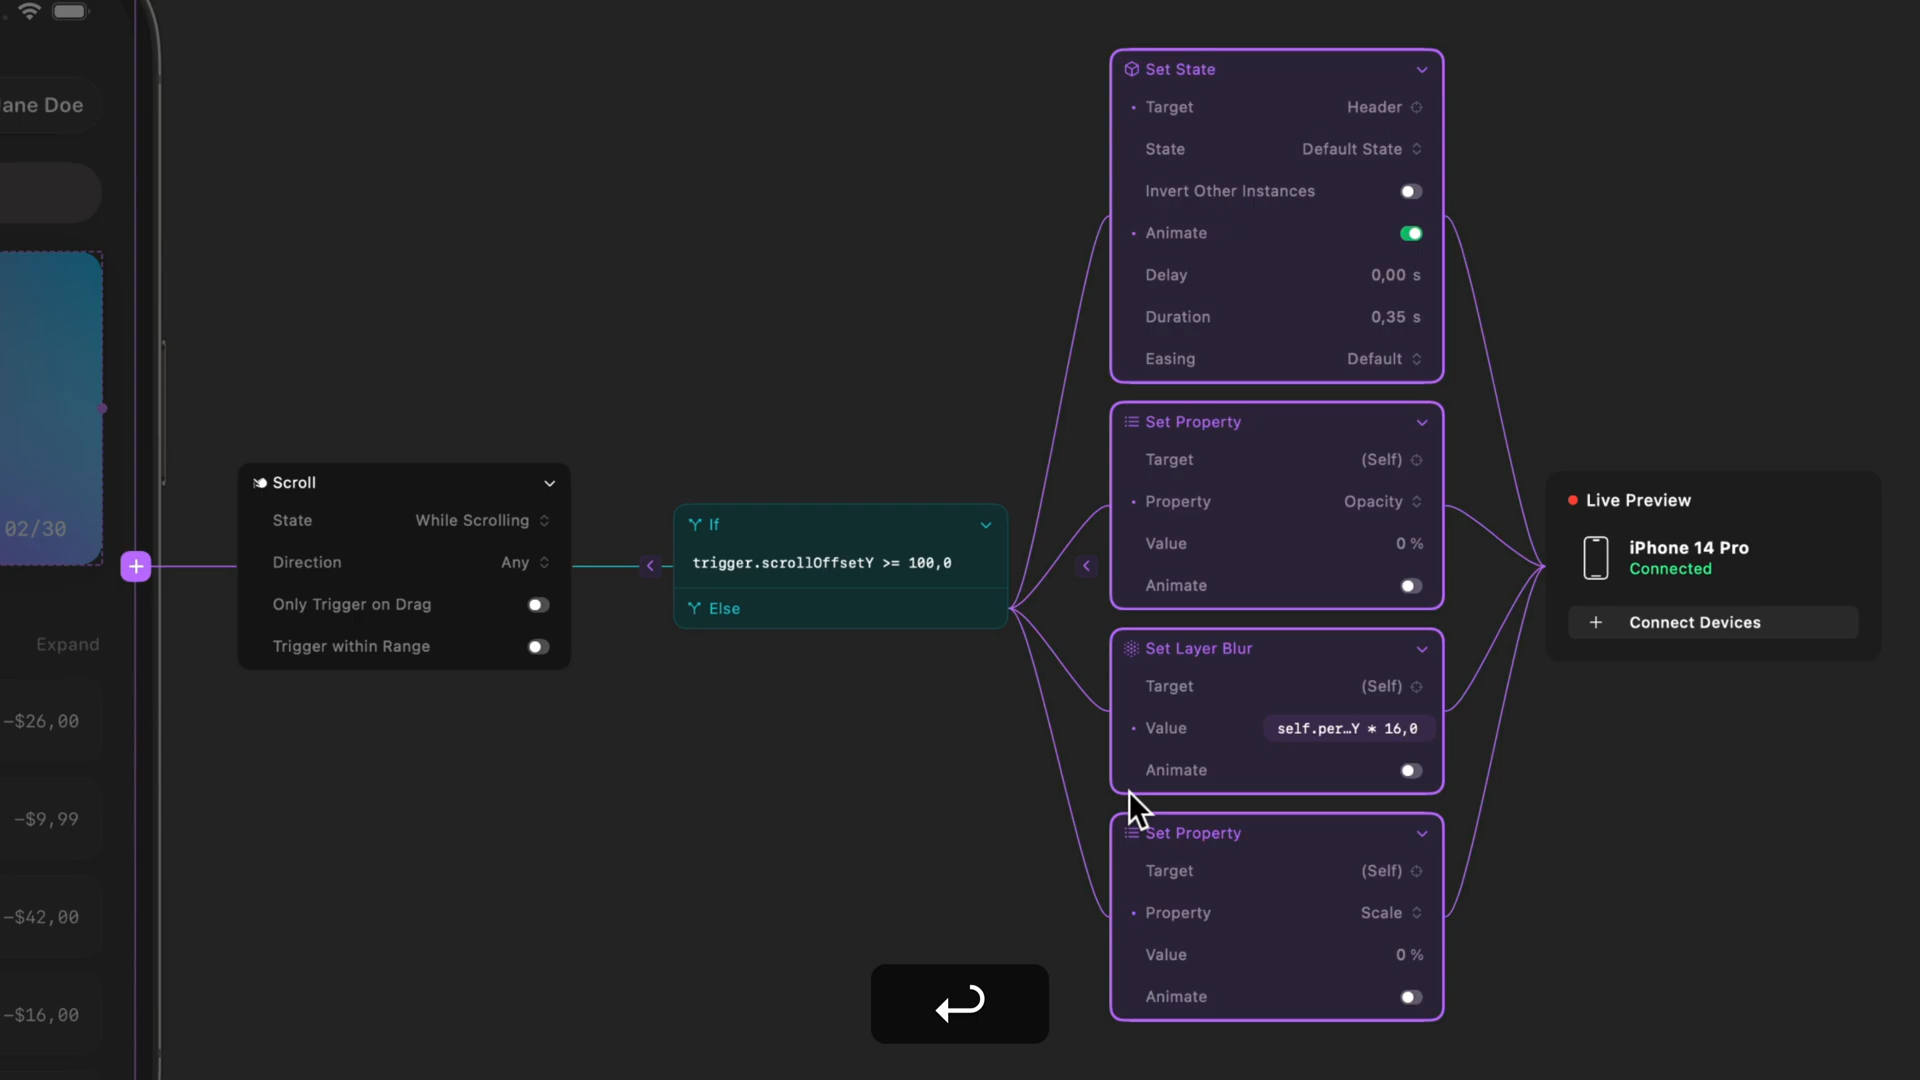 ane Doe
02/30
Expand
−$26,00
−$9,99
−$42,00
−$16,00
Scroll
State While Scrolling
Direction Any
Only Trigger on Drag
Trigger within Range
If
trigger.scrollOffsetY >= 100,0
Else
Set State
Target Header
State Default State
Invert Other Instances
Animate
Delay 0,00 s
Duration 0,35 s
Easing Default
Set Property
Target (Self)
Property Opacity
Value 0 %
Animate
Set Layer Blur
Target (Self)
Value self.per…Y * 16,0
Animate
Set Property
Target (Self)
Property Scale
Value 0 %
Animate
Live Preview
iPhone 14 Pro
Connected
Connect Devices